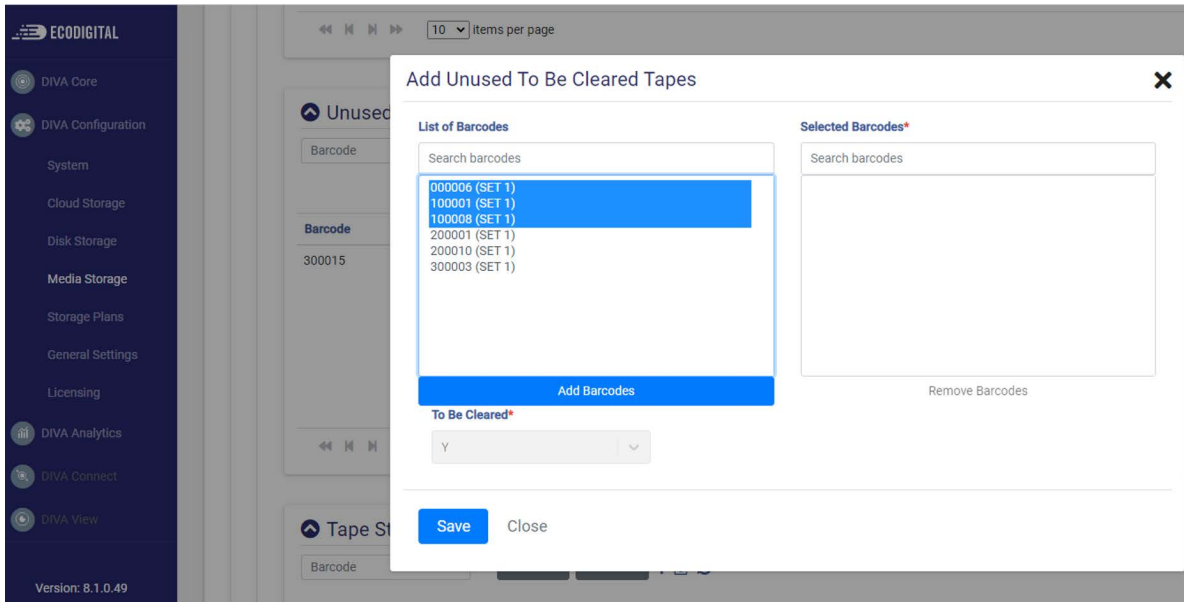 ECODIGITAL
DIVA Core
DIVA Configuration
System
Cloud Storage
Disk Storage
Media Storage
Storage Plans
General Settings
Licensing
DIVA Analytics
DIVA Connect
DIVA View
Version: 8.1.0.49
10 items per page
Unused
Barcode
Barcode
300015
Tape St
Barcode
Add Unused To Be Cleared Tapes
List of Barcodes
Search barcodes
000006 (SET 1)
100001 (SET 1)
100008 (SET 1)
200001 (SET 1)
200010 (SET 1)
300003 (SET 1)
Add Barcodes
Selected Barcodes*
Search barcodes
Remove Barcodes
To Be Cleared*
Y
Save Close